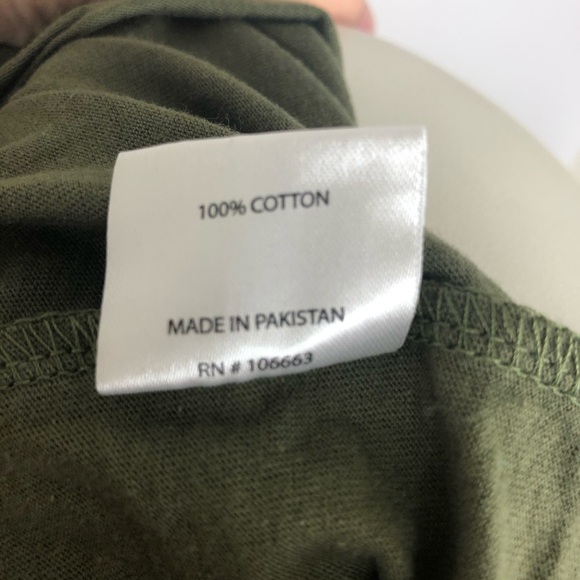 100% COTTON
MADE IN PAKISTAN
RN # 106663